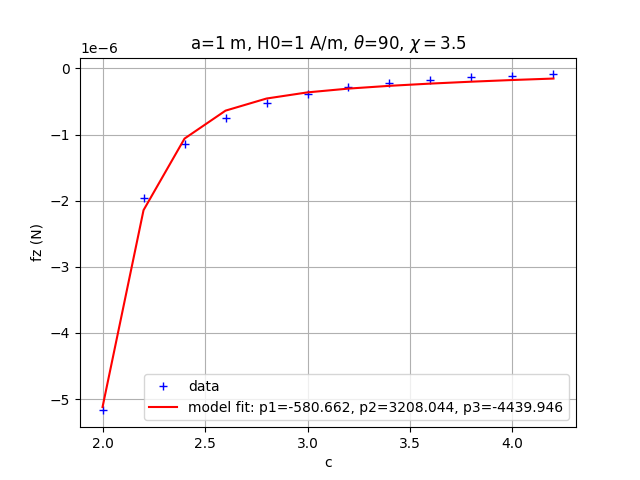 a=1 m, H0=1 A/m, θ=90, χ = 3.5
1e−6
0
−1
−2
−3
−4
−5
fz (N)
data
model fit: p1=-580.662, p2=3208.044, p3=-4439.946
2.0 2.5 3.0 3.5 4.0
c